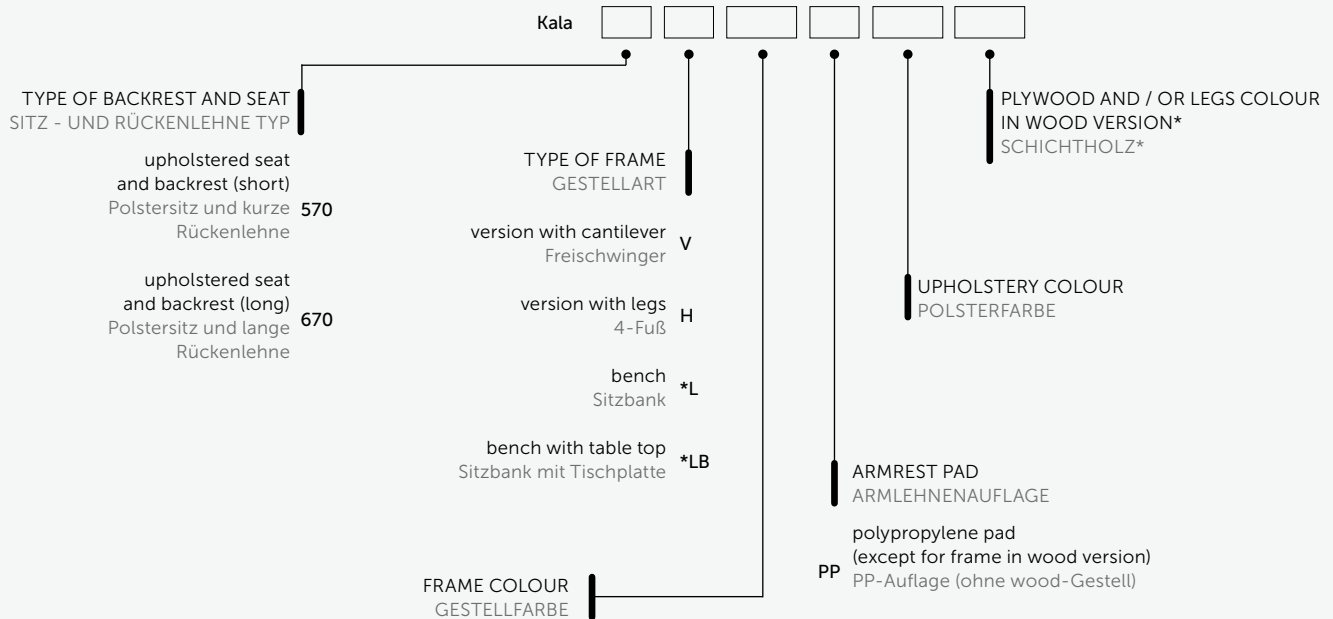 Kala
TYPE OF BACKREST AND SEAT
SITZ - UND RÜCKENLEHNE TYP
upholstered seat
and backrest (short)
Polstersitz und kurze
Rückenlehne
570
upholstered seat
and backrest (long)
Polstersitz und lange
Rückenlehne
670
TYPE OF FRAME
GESTELLART
version with cantilever
Freischwinger
V
version with legs
4-Fuß
H
bench
Sitzbank
*L
bench with table top
Sitzbank mit Tischplatte
*LB
FRAME COLOUR
GESTELLFARBE
ARMREST PAD
ARMLEHNENAUFLAGE
PP
polypropylene pad
(except for frame in wood version)
PP-Auflage (ohne wood-Gestell)
UPHOLSTERY COLOUR
POLSTERFARBE
PLYWOOD AND / OR LEGS COLOUR
IN WOOD VERSION*
SCHICHTHOLZ*